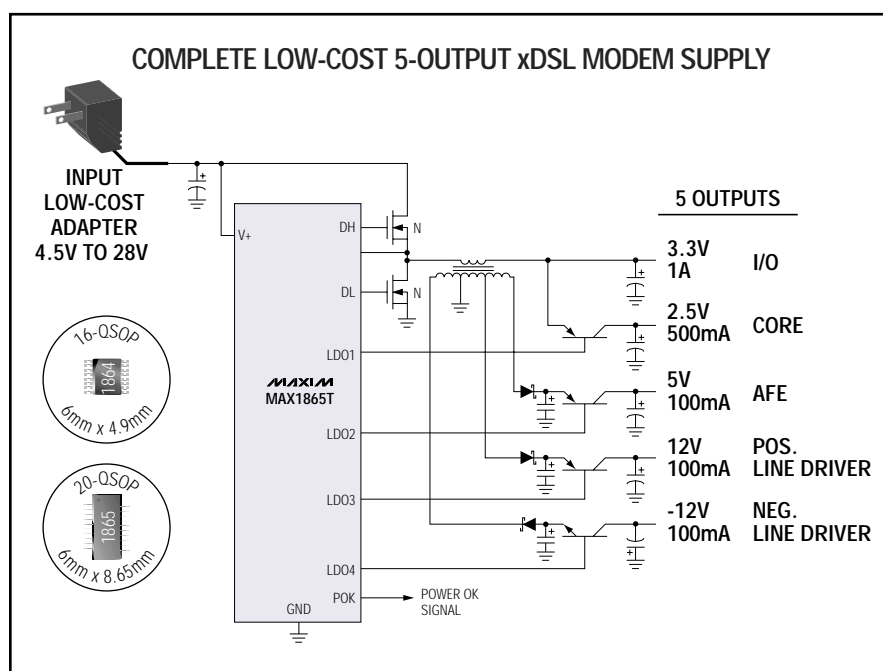 COMPLETE LOW-COST 5-OUTPUT xDSL MODEM SUPPLY
INPUT
LOW-COST
ADAPTER
4.5V TO 28V
V+
DH
N
DL
N
LDO1
MAXIM
MAX1865T
LDO2
LDO3
LDO4
POK
GND
POWER OK
SIGNAL
5 OUTPUTS
3.3V
1A
I/O
2.5V
500mA
CORE
5V
100mA
AFE
12V
100mA
POS.
LINE DRIVER
-12V
100mA
NEG.
LINE DRIVER
16-QSOP
1864
6mm x 4.9mm
20-QSOP
1865
6mm x 8.65mm
+
+
+
+
+
+
+
+
+